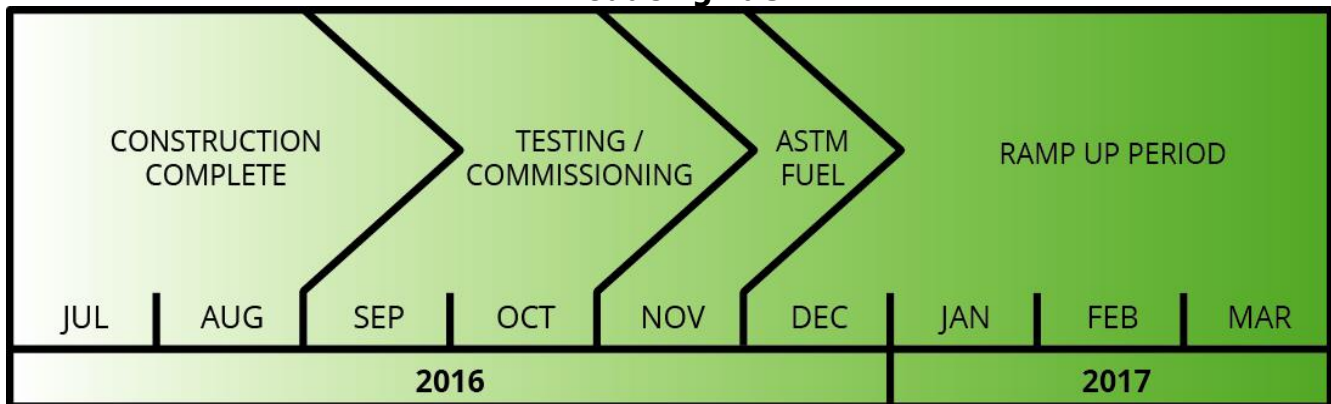 CONSTRUCTION
COMPLETE
TESTING /
COMMISSIONING
ASTM
FUEL
RAMP UP PERIOD
JUL AUG SEP OCT NOV DEC JAN FEB MAR
2016 2017